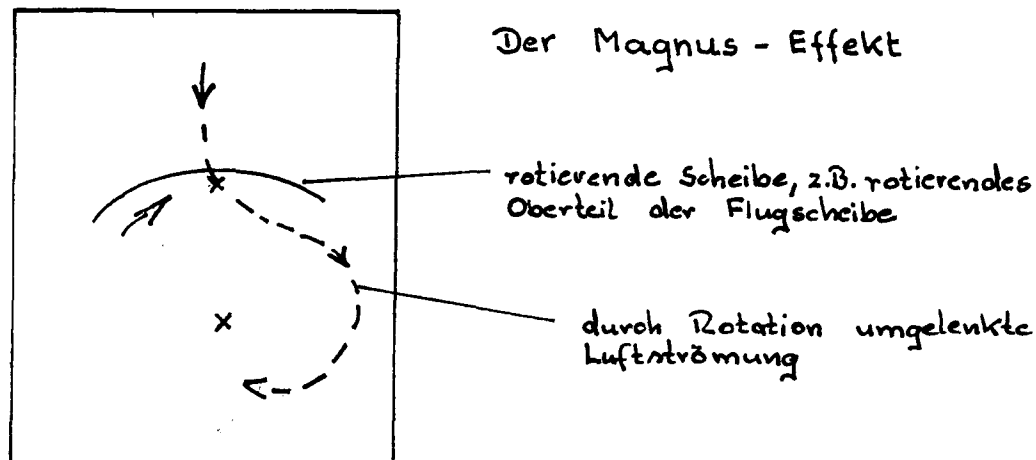 Der Magnus - Effekt
rotierende Scheibe, z.B. rotierendes
Oberteil der Flugscheibe
durch Rotation umgelenkte
Luftströmung